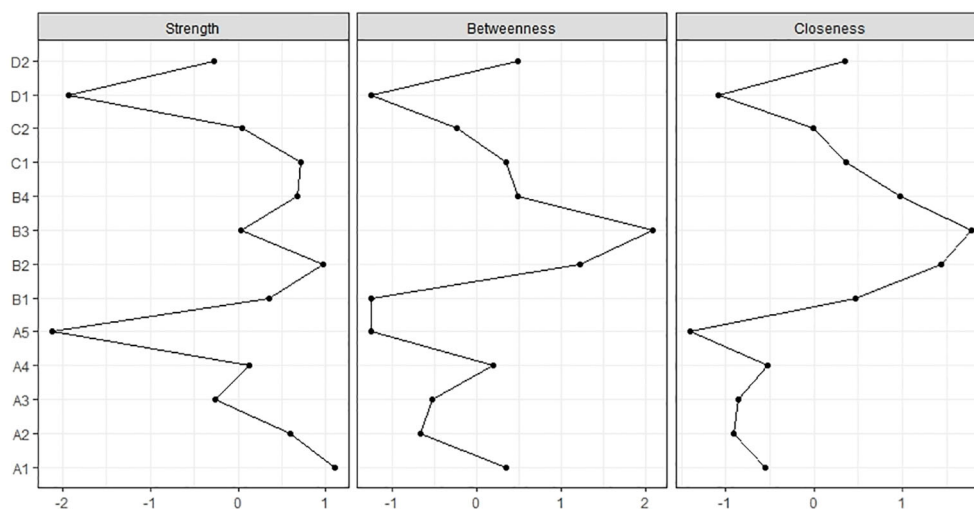 Strength Betweenness Closeness
D2
D1
C2
C1
B4
B3
B2
B1
A5
A4
A3
A2
A1
-2 -1 0 1 -1 0 1 2 -1 0 1